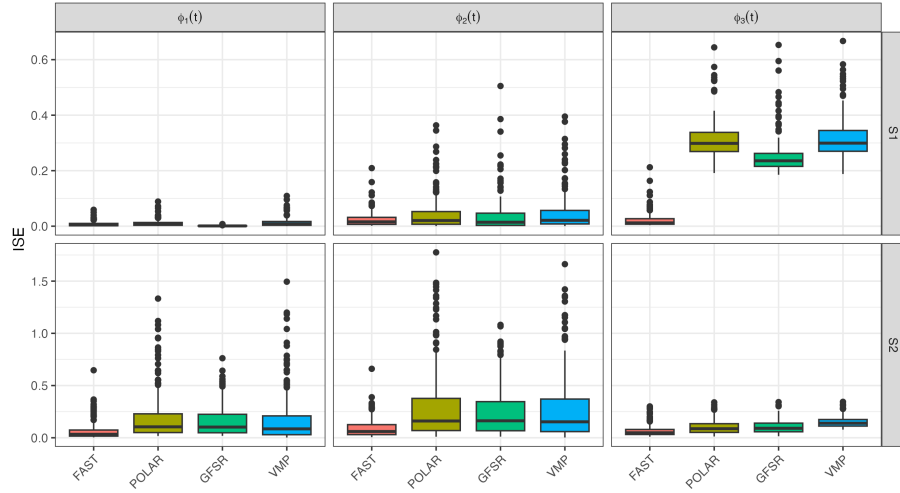 ϕ₁(t) ϕ₂(t) ϕ₃(t)
0.6
0.4
0.2
0.0
S1
ISE
1.5
1.0
0.5
0.0
S2
FAST POLAR GFSR VMP FAST POLAR GFSR VMP FAST POLAR GFSR VMP